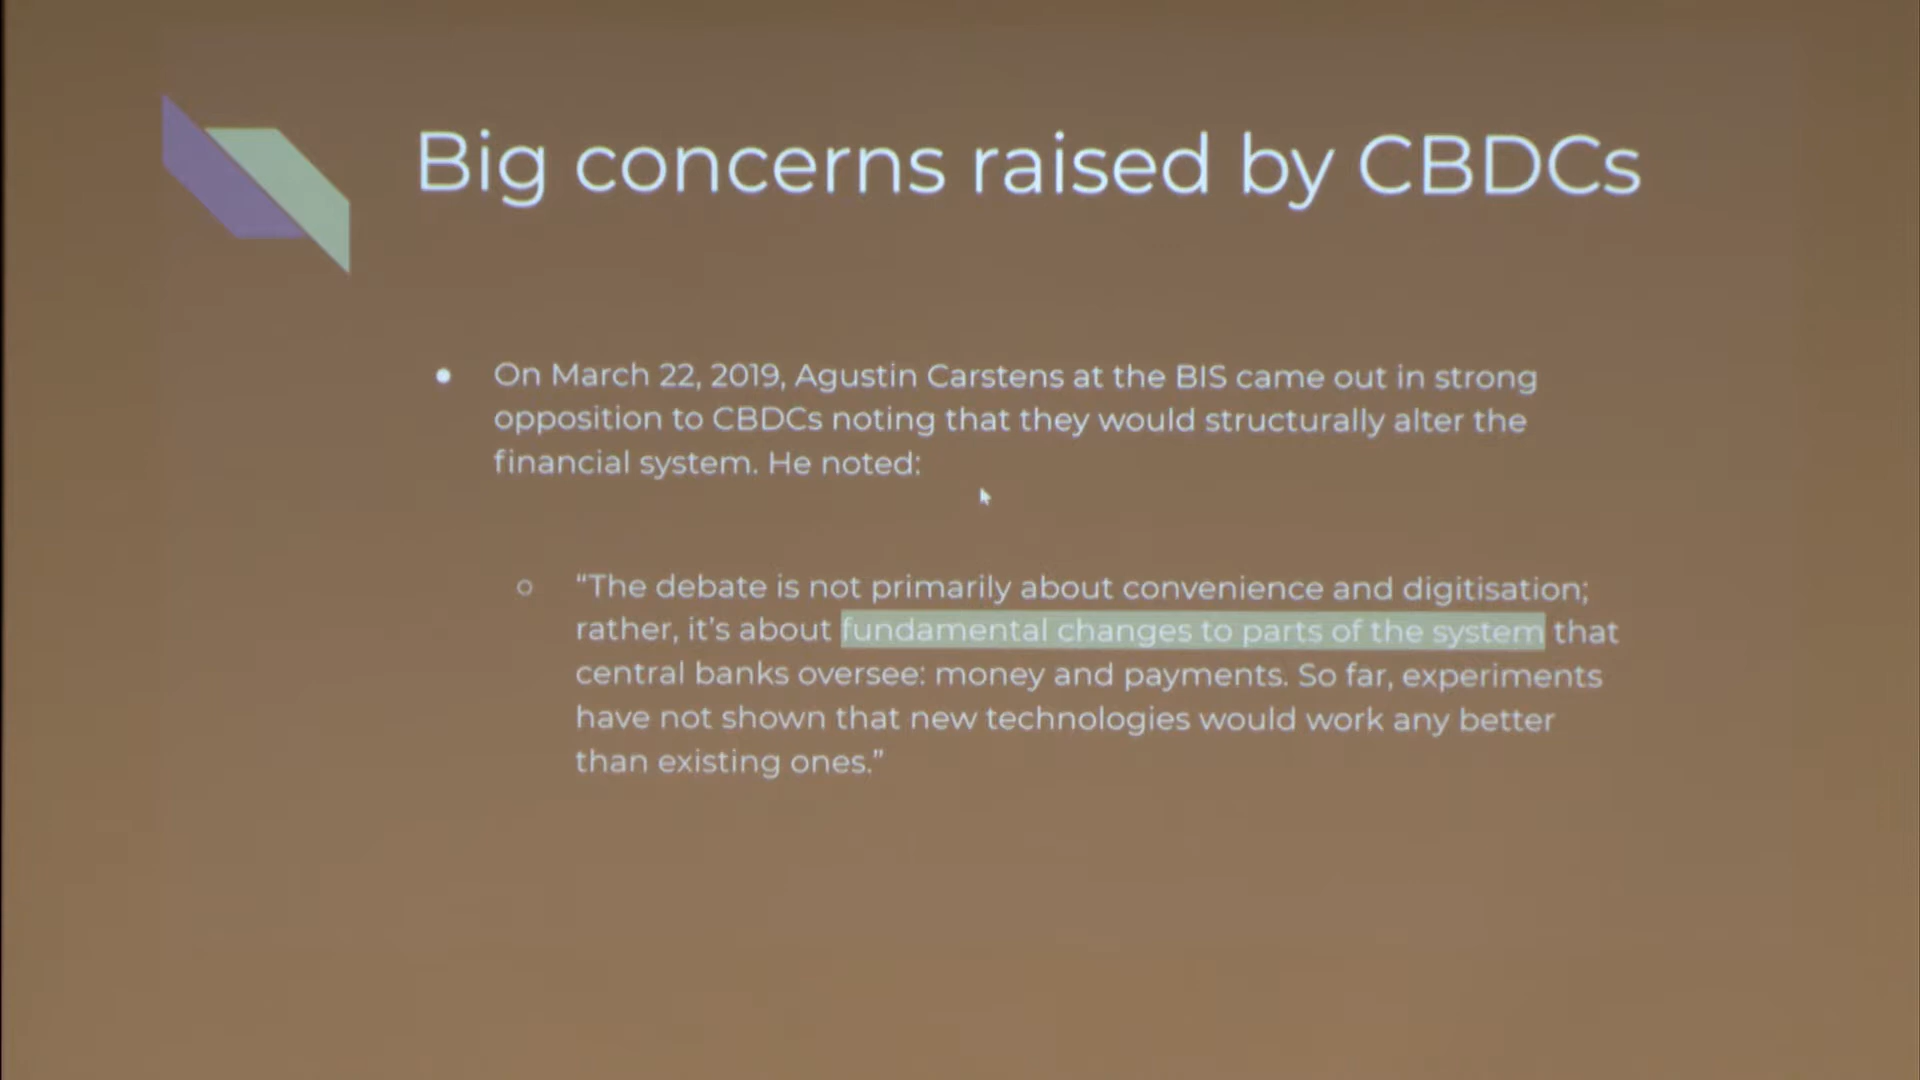 Big concerns raised by CBDCs
On March 22, 2019, Agustin Carstens at the BIS came out in strong
opposition to CBDCs noting that they would structurally alter the
financial system. He noted:
“The debate is not primarily about convenience and digitisation;
rather, it’s about fundamental changes to parts of the system that
central banks oversee: money and payments. So far, experiments
have not shown that new technologies would work any better
than existing ones.”